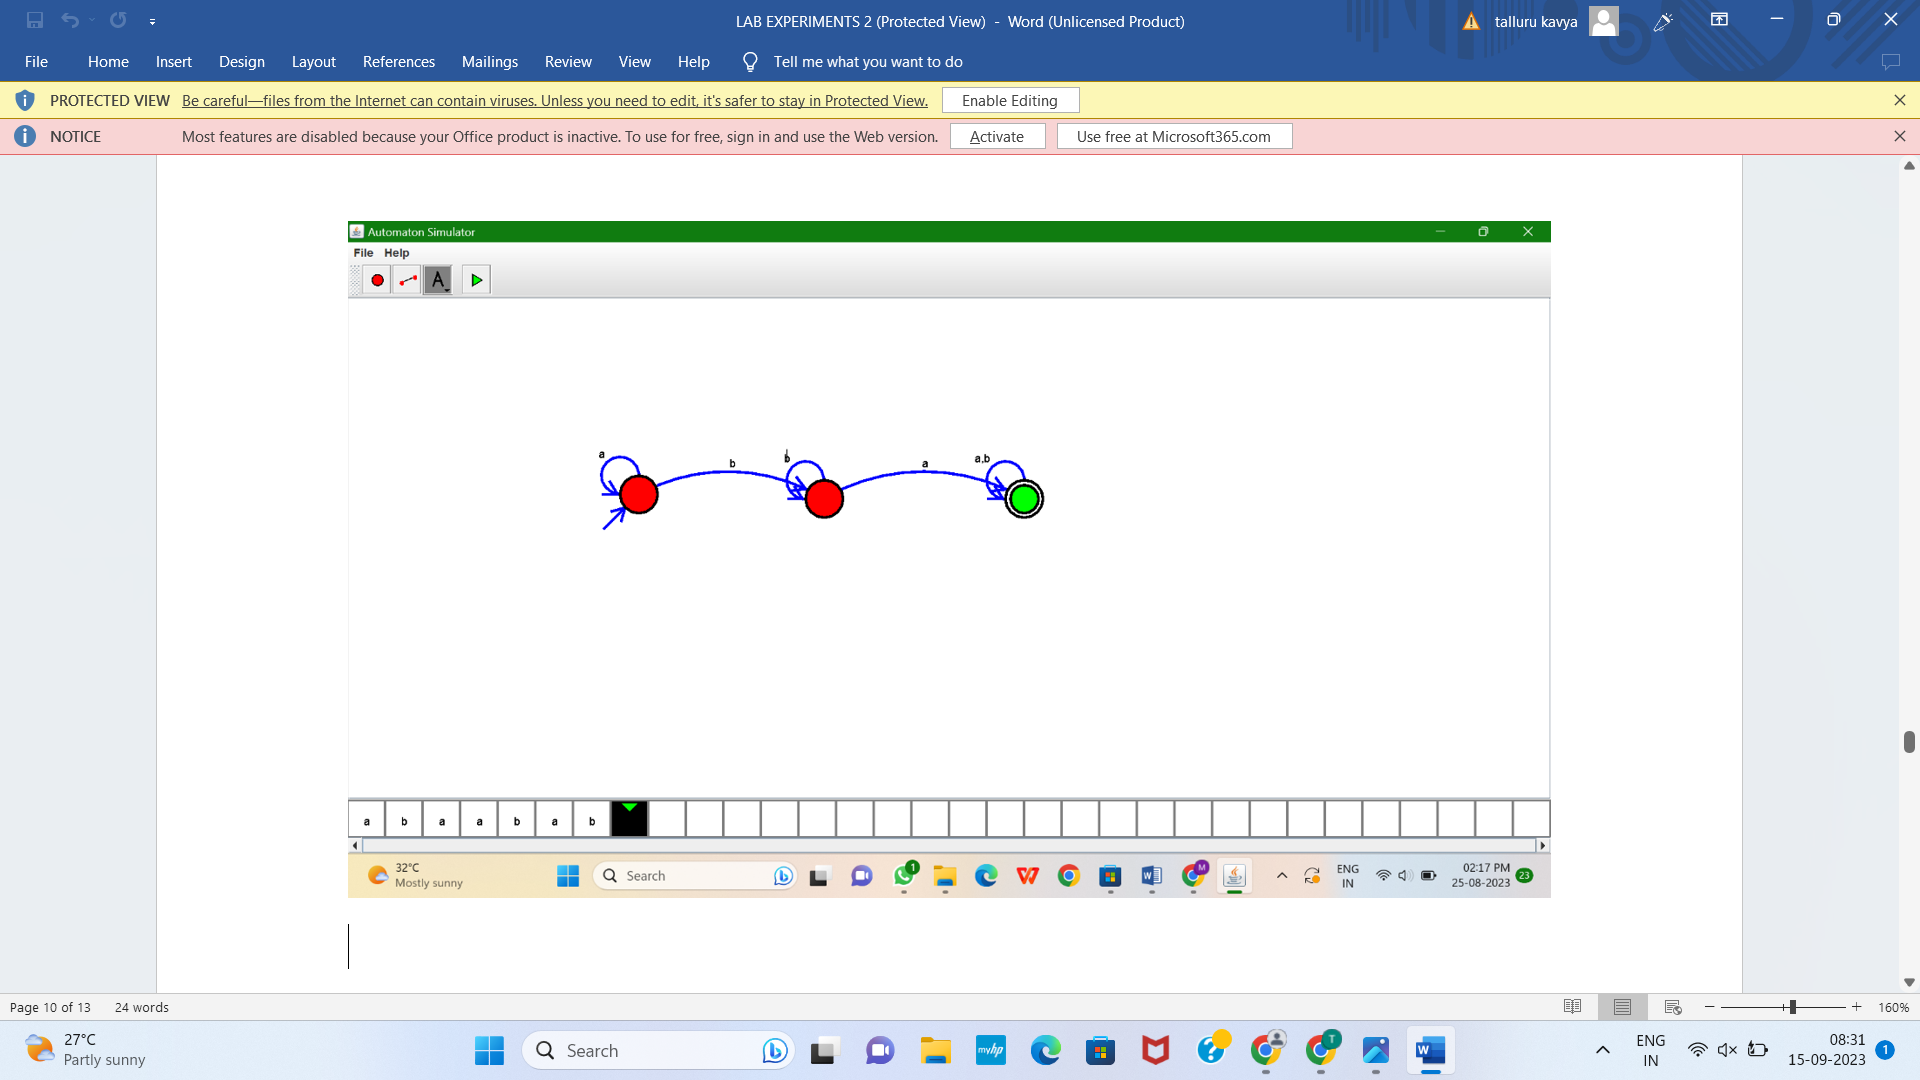 LAB EXPERIMENTS 2 (Protected View) - Word (Unlicensed Product)
talluru kavya
File Home Insert Design Layout References Mailings Review View Help Tell me what you want to do
PROTECTED VIEW Be careful—files from the Internet can contain viruses. Unless you need to edit, it's safer to stay in Protected View. Enable Editing
NOTICE Most features are disabled because your Office product is inactive. To use for free, sign in and use the Web version. Activate Use free at Microsoft365.com
Automaton Simulator
File Help
A
a b b a a,b
a b a a b a b
32°C
Mostly sunny
Search
1
M
ENG
IN
02:17 PM
25-08-2023
23
Page 10 of 13 24 words
160%
27°C
Partly sunny
Search
myhp
T
W
ENG
IN
08:31
15-09-2023
1